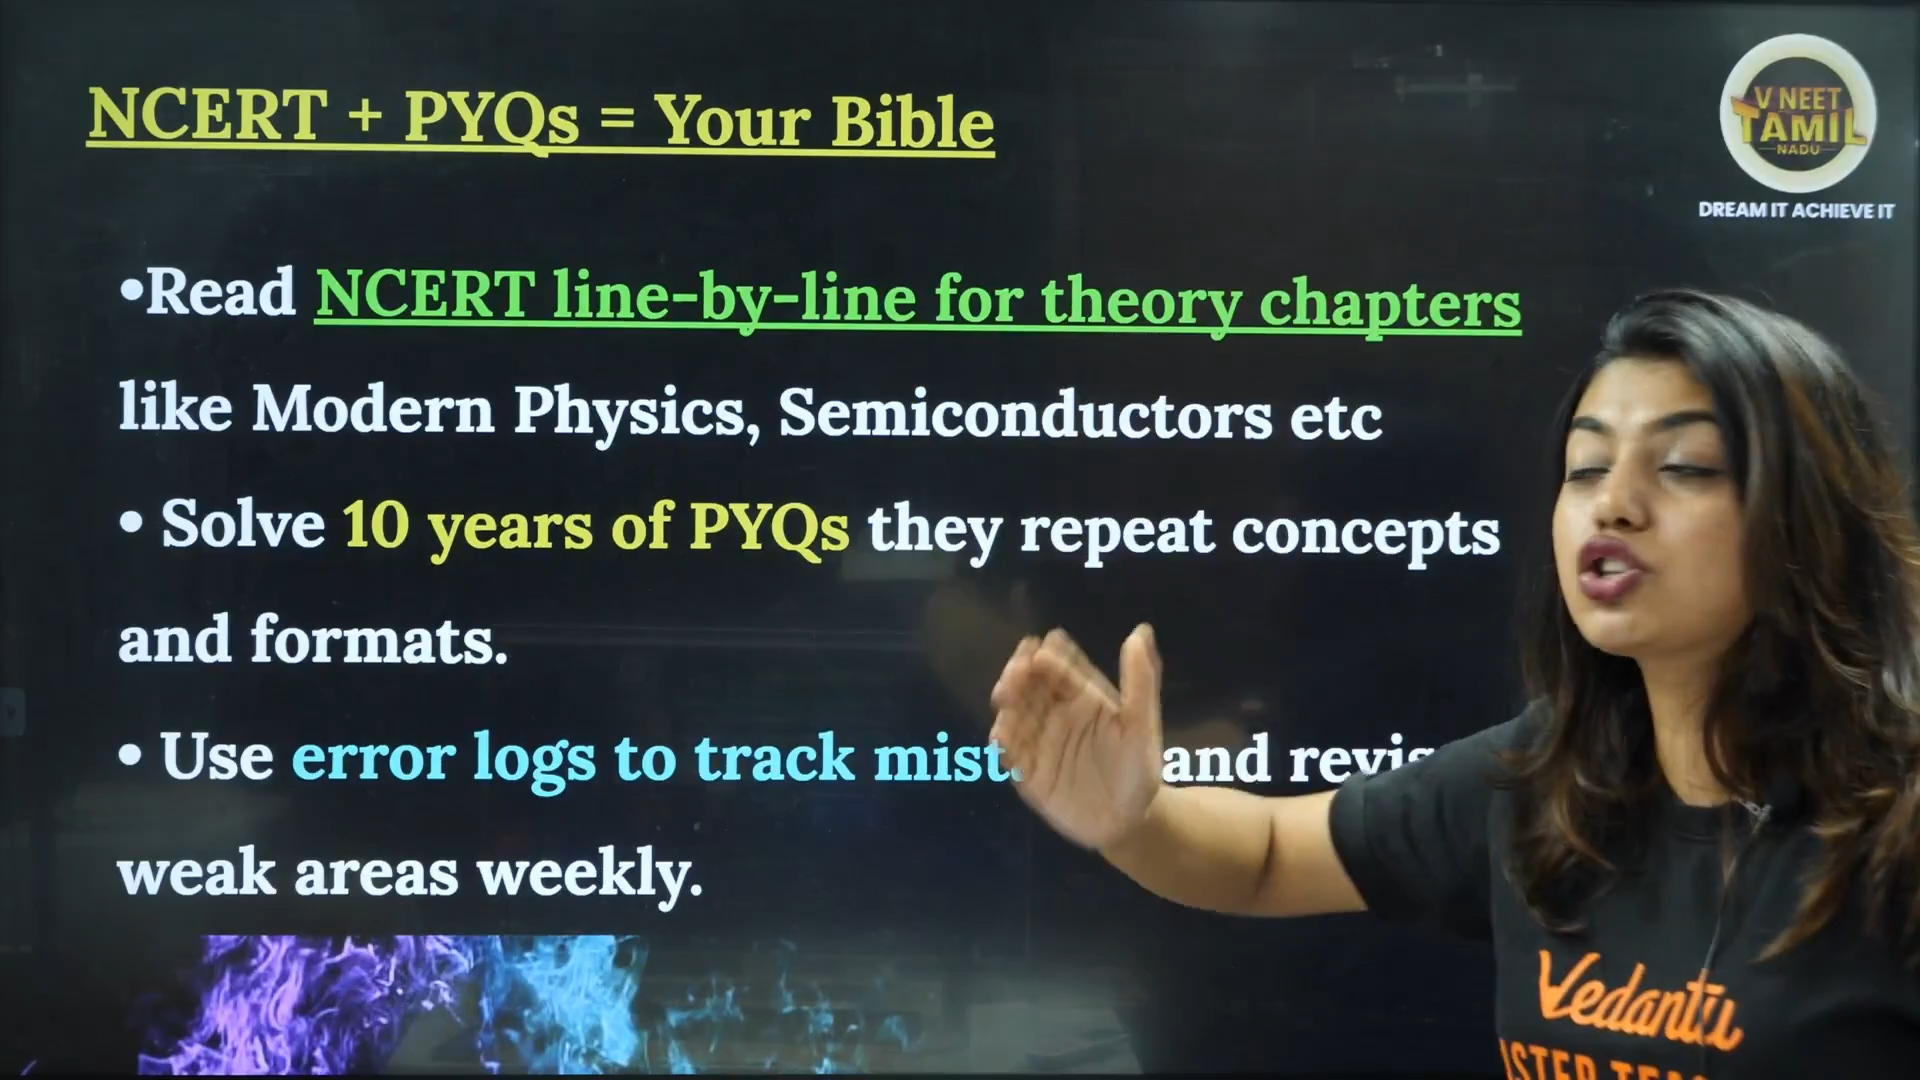 NCERT + PYQs = Your Bible
V NEET
TAMIL
NADU
DREAM IT ACHIEVE IT
•Read NCERT line-by-line for theory chapters
like Modern Physics, Semiconductors etc
• Solve 10 years of PYQs they repeat concepts
and formats.
• Use error logs to track and
weak areas weekly.
Vedantu